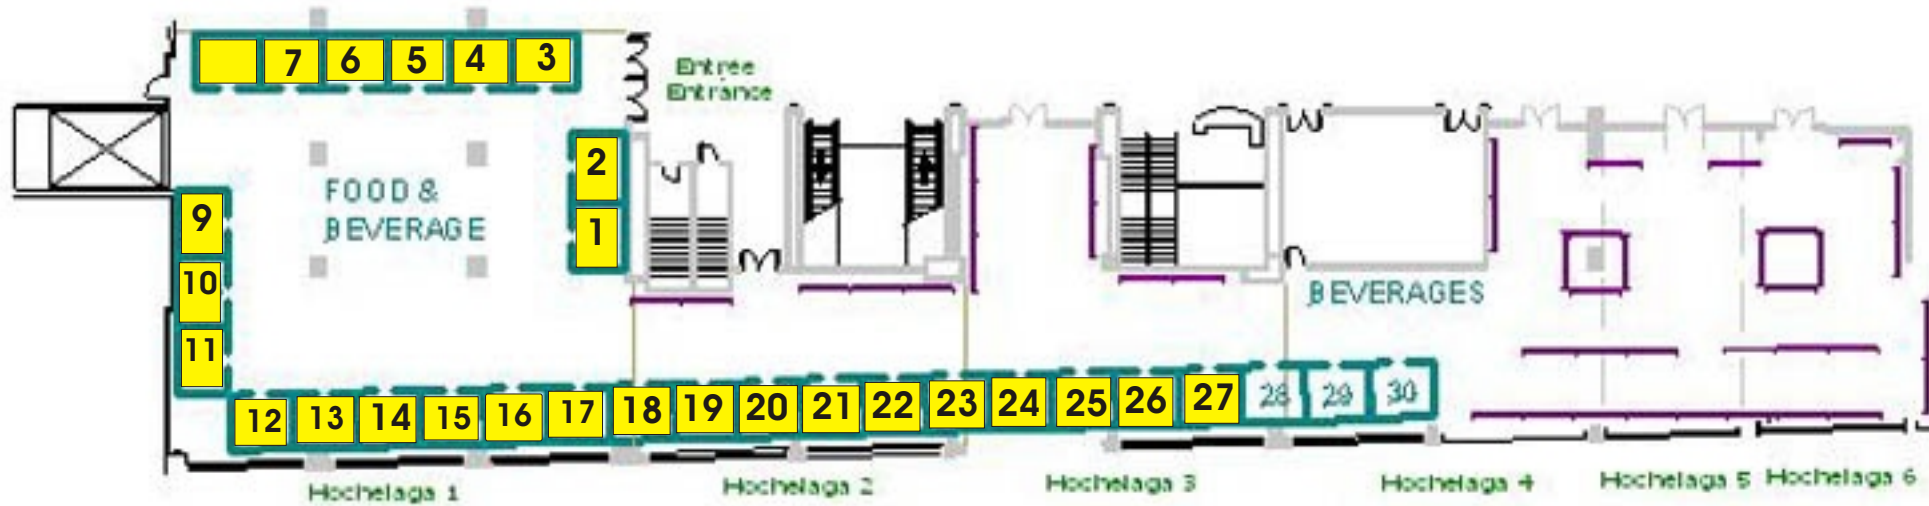 7 6 5 4 3
Entrée
Entrance
2
FOOD &
BEVERAGE
9
1
10
BEVERAGES
11
12 13 14 15 16 17 18 19 20 21 22 23 24 25 26 27 28 29 30
Hochelaga 1
Hochelaga 2
Hochelaga 3
Hochelaga 4
Hochelaga 5
Hochelaga 6